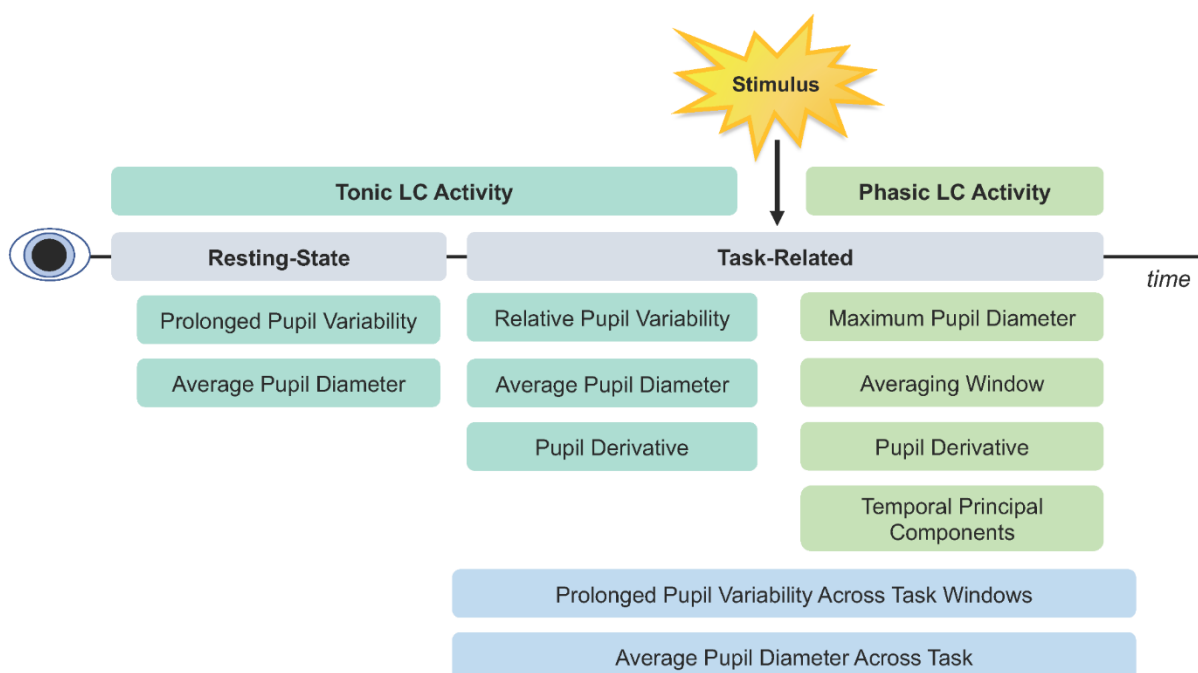 Stimulus
Tonic LC Activity
Phasic LC Activity
Resting-State
Task-Related
time
Prolonged Pupil Variability
Relative Pupil Variability
Maximum Pupil Diameter
Average Pupil Diameter
Average Pupil Diameter
Averaging Window
Pupil Derivative
Pupil Derivative
Temporal Principal
Components
Prolonged Pupil Variability Across Task Windows
Average Pupil Diameter Across Task